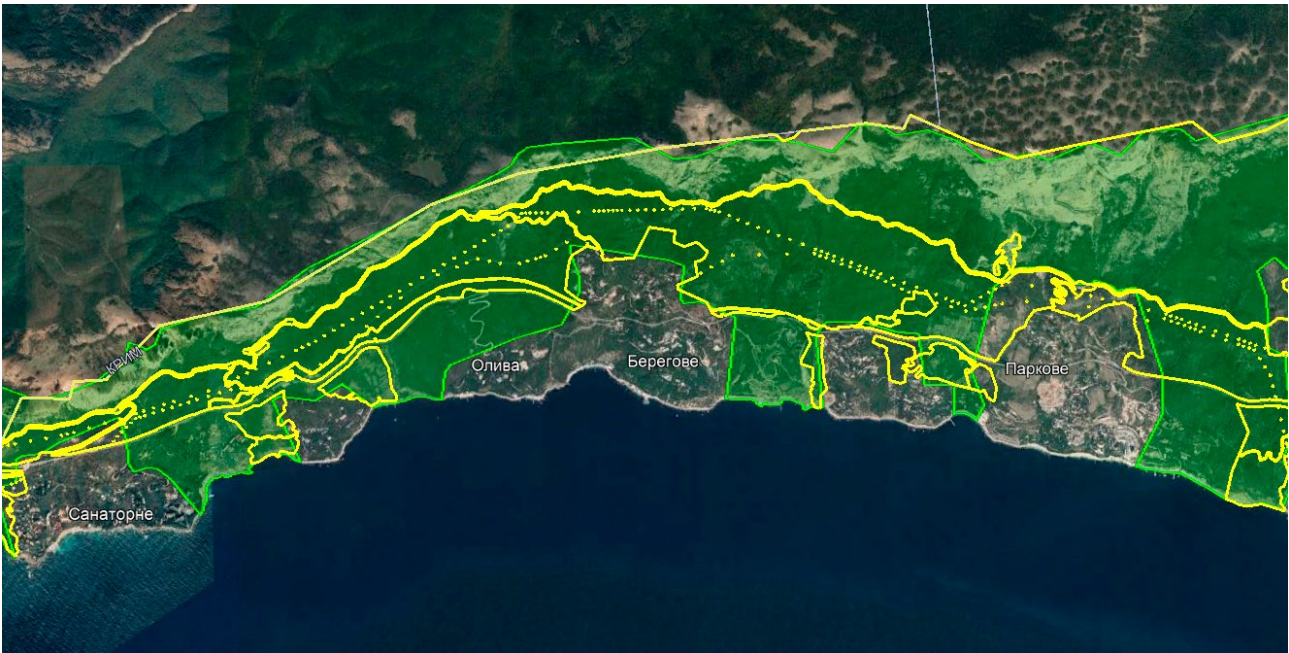 КРИМ
Олива
Берегове
Паркове
Санаторне